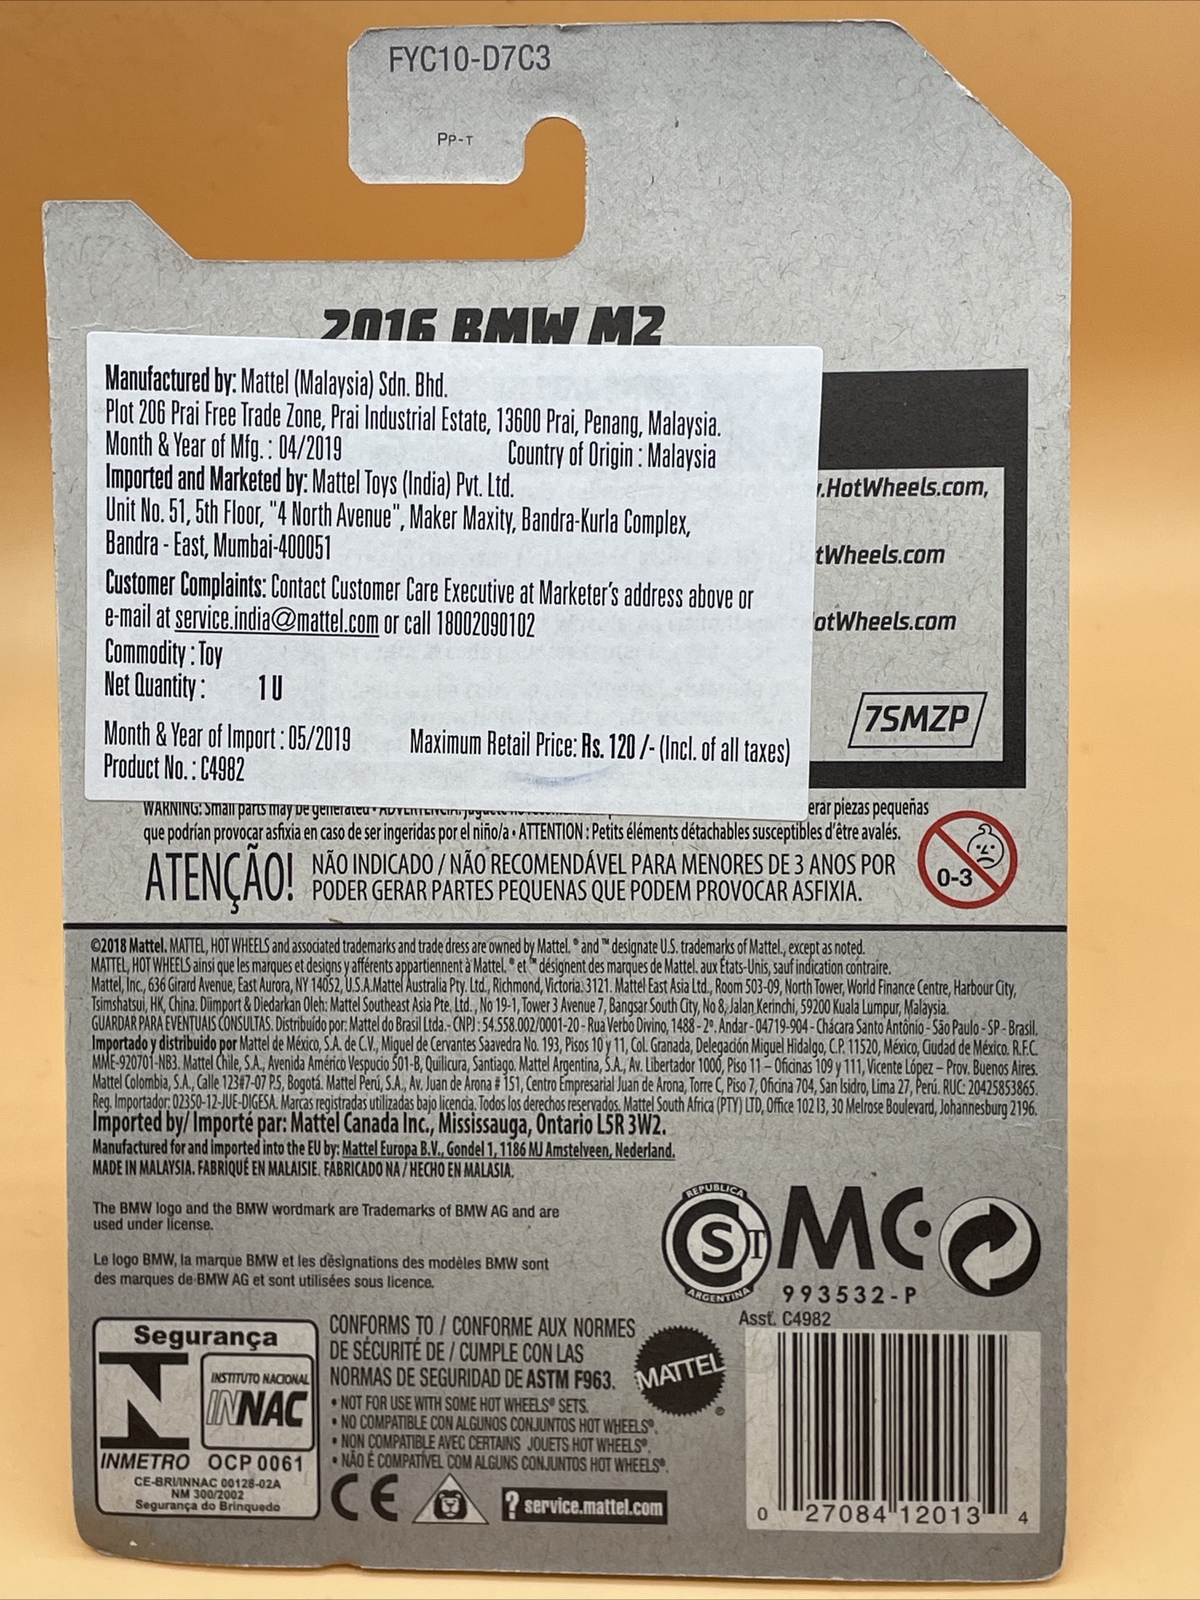 FYC10-D7C3
PP-T
2016 BMW M2
Manufactured by: Mattel (Malaysia) Sdn. Bhd.
Plot 206 Prai Free Trade Zone, Prai Industrial Estate, 13600 Prai, Penang, Malaysia.
Month & Year of Mfg. : 04/2019 Country of Origin : Malaysia
Imported and Marketed by: Mattel Toys (India) Pvt. Ltd.
Unit No. 51, 5th Floor, "4 North Avenue", Maker Maxity, Bandra-Kurla Complex,
Bandra - East, Mumbai-400051
Customer Complaints: Contact Customer Care Executive at Marketer's address above or
e-mail at service.india@mattel.com or call 18002090102
Commodity : Toy
Net Quantity : 1 U
Month & Year of Import : 05/2019 Maximum Retail Price: Rs. 120 /- (Incl. of all taxes)
Product No. : C4982
.HotWheels.com,
tWheels.com
otWheels.com
7SMZP
WARNING: Small parts may be generated • ADVERTENCIA: erar piezas pequeñas
que podrían provocar asfixia en caso de ser ingeridas por el niño/a • ATTENTION : Petits éléments détachables susceptibles d'être avalés.
ATENÇÃO! NÃO INDICADO / NÃO RECOMENDÁVEL PARA MENORES DE 3 ANOS POR
PODER GERAR PARTES PEQUENAS QUE PODEM PROVOCAR ASFIXIA.
0-3
©2018 Mattel. MATTEL, HOT WHEELS and associated trademarks and trade dress are owned by Mattel. ® and ™ designate U.S. trademarks of Mattel., except as noted.
MATTEL, HOT WHEELS ainsi que les marques et designs y afférents appartiennent à Mattel. ® et ™ désignent des marques de Mattel. aux États-Unis, sauf indication contraire.
Mattel, Inc., 636 Girard Avenue, East Aurora, NY 14052, U.S.A. Mattel Australia Pty. Ltd., Richmond, Victoria. 3121. Mattel East Asia Ltd., Room 503-09, North Tower, World Finance Centre, Harbour City,
Tsimshatsui, HK, China. Diimport & Diedarkan Oleh: Mattel Southeast Asia Pte. Ltd., No 19-1, Tower 3 Avenue 7, Bangsar South City, No 8, Jalan Kerinchi, 59200 Kuala Lumpur, Malaysia.
GUARDAR PARA EVENTUAIS CONSULTAS. Distribuído por: Mattel do Brasil Ltda.- CNPJ : 54.558.002/0001-20 - Rua Verbo Divino, 1488 - 2º. Andar - 04719-904 - Chácara Santo Antônio - São Paulo - SP - Brasil.
Importado y distribuido por Mattel de México, S.A. de C.V., Miguel de Cervantes Saavedra No. 193, Pisos 10 y 11, Col. Granada, Delegación Miguel Hidalgo, C.P. 11520, México, Ciudad de México. R.F.C.
MME-920701-NB3. Mattel Chile, S.A., Avenida Américo Vespucio 501-B, Quilicura, Santiago. Mattel Argentina, S.A., Av. Libertador 1000, Piso 11 – Oficinas 109 y 111, Vicente López – Prov. Buenos Aires.
Mattel Colombia, S.A., Calle 123#7-07 P.5, Bogotá. Mattel Perú, S.A., Av. Juan de Arona # 151, Centro Empresarial Juan de Arona, Torre C, Piso 7, Oficina 704, San Isidro, Lima 27, Perú. RUC: 20425853865.
Reg. Importador: 02350-12-JUE-DIGESA. Marcas registradas utilizadas bajo licencia. Todos los derechos reservados. Mattel South Africa (PTY) LTD, Office 102 I3, 30 Melrose Boulevard, Johannesburg 2196.
Imported by/ Importé par: Mattel Canada Inc., Mississauga, Ontario L5R 3W2.
Manufactured for and imported into the EU by: Mattel Europa B.V., Gondel 1, 1186 MJ Amstelveen, Nederland.
MADE IN MALAYSIA. FABRIQUÉ EN MALAISIE. FABRICADO NA / HECHO EN MALASIA.
The BMW logo and the BMW wordmark are Trademarks of BMW AG and are
used under license.
Le logo BMW, la marque BMW et les désignations des modèles BMW sont
des marques de BMW AG et sont utilisées sous licence.
REPUBLICA
S T
ARGENTINA
MC
993532-P
Asst. C4982
Segurança
INSTITUTO NACIONAL
INNAC
INMETRO OCP 0061
CE-BRI/INNAC 00128-02A
NM 300/2002
Segurança do Brinquedo
CONFORMS TO / CONFORME AUX NORMES
DE SÉCURITÉ DE / CUMPLE CON LAS
NORMAS DE SEGURIDAD DE ASTM F963.
• NOT FOR USE WITH SOME HOT WHEELS® SETS.
• NO COMPATIBLE CON ALGUNOS CONJUNTOS HOT WHEELS®.
• NON COMPATIBLE AVEC CERTAINS JOUETS HOT WHEELS®.
• NÃO É COMPATÍVEL COM ALGUNS CONJUNTOS HOT WHEELS®.
MATTEL®
CE
? service.mattel.com
0 27084 12013 4